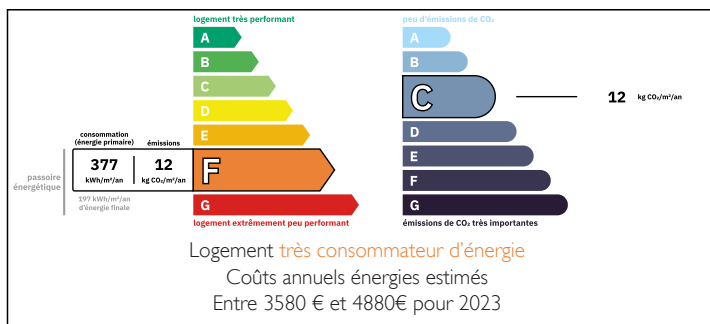 logement très performant
A
B
C
D
E
consommation
(énergie primaire)
émissions
377
kWh/m²/an
12
kg CO₂/m²/an
F
passoire
énergétique
197 kWh/m²/an
d'énergie finale
G
logement extrêmement peu performant
peu d'émissions de CO₂
A
B
C
12 kg CO₂/m²/an
D
E
F
G
émissions de CO₂ très importantes
Logement très consommateur d'énergie
Coûts annuels énergies estimés
Entre 3580 € et 4880€ pour 2023